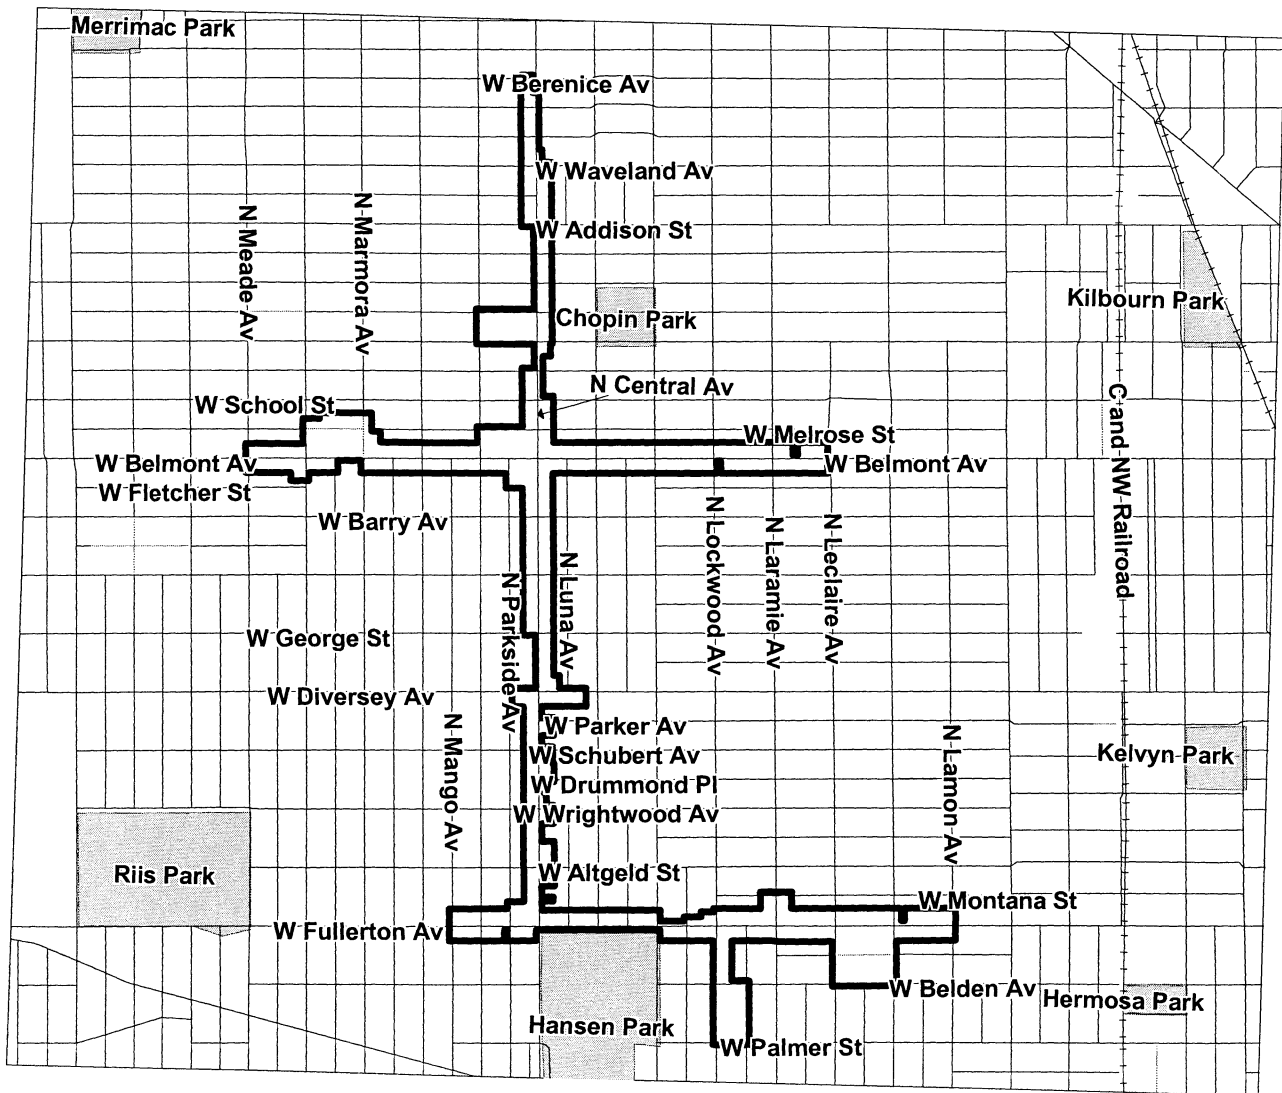 Merrimac Park
W Berenice Av
W Waveland Av
N Meade Av
N Marmora Av
W Addison St
Kilbourn Park
Chopin Park
N Central Av
C and NW Railroad
W School St
W Melrose St
W Belmont Av
W Belmont Av
W Fletcher St
W Barry Av
N Lockwood Av
N Laramie Av
N Leclaire Av
N Parkside Av
N Luna Av
W George St
W Diversey Av
N Mango Av
W Parker Av
W Schubert Av
N Lamon Av
Kelvyn Park
W Drummond Pl
W Wrightwood Av
Riis Park
W Altgeld St
W Montana St
W Fullerton Av
W Belden Av
Hermosa Park
Hansen Park
W Palmer St